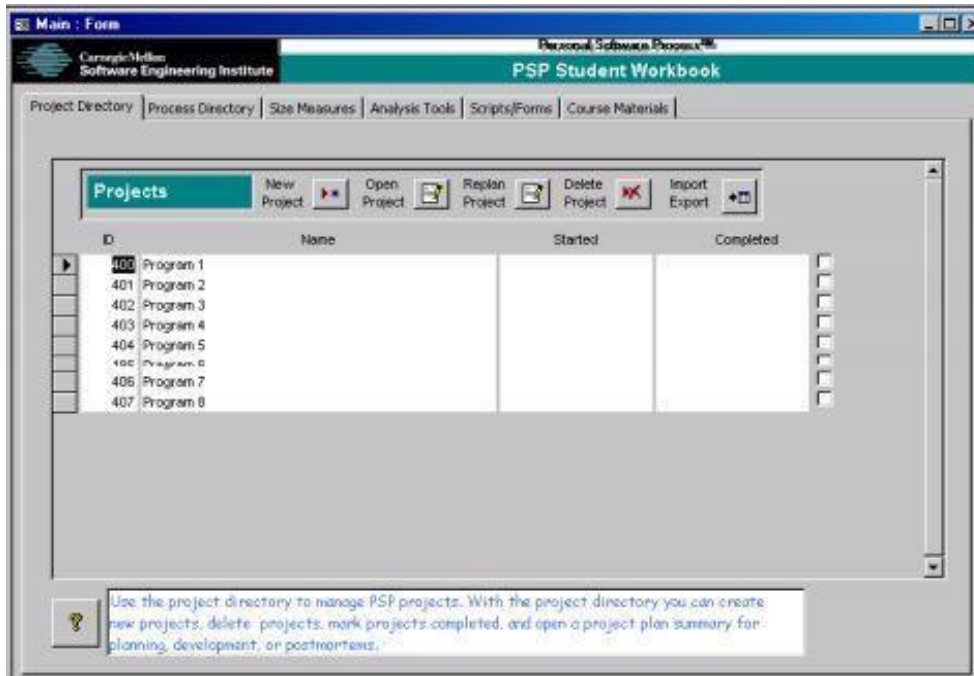 Main : Form
Personal Software Process℠
Carnegie Mellon
Software Engineering Institute
PSP Student Workbook
Project Directory Process Directory Size Measures Analysis Tools Scripts/Forms Course Materials
Projects
New Project
Open Project
Replan Project
Delete Project
Import Export
ID Name Started Completed
400 Program 1
401 Program 2
402 Program 3
403 Program 4
404 Program 5
Program
406 Program 7
407 Program 8
?
Use the project directory to manage PSP projects. With the project directory you can create
new projects, delete projects, mark projects completed, and open a project plan summary for
planning, development, or postmortems.